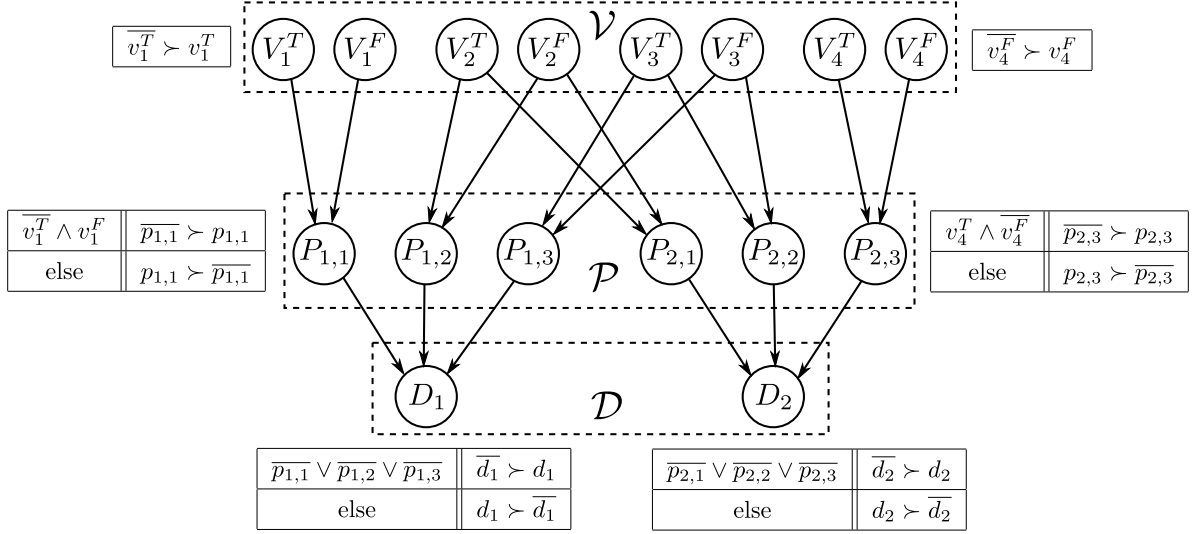 $\overline{v_1^T} \succ v_1^T$
$V_1^T$ $V_1^F$ $V_2^T$ $V_2^F$ $\mathcal{V}$ $V_3^T$ $V_3^F$ $V_4^T$ $V_4^F$
$\overline{v_4^F} \succ v_4^F$
$\overline{v_1^T} \wedge v_1^F$ $\overline{p_{1,1}} \succ p_{1,1}$
else $p_{1,1} \succ \overline{p_{1,1}}$
$P_{1,1}$ $P_{1,2}$ $P_{1,3}$ $P_{2,1}$ $P_{2,2}$ $P_{2,3}$
$\mathcal{P}$
$v_4^T \wedge \overline{v_4^F}$ $\overline{p_{2,3}} \succ p_{2,3}$
else $p_{2,3} \succ \overline{p_{2,3}}$
$D_1$ $\mathcal{D}$ $D_2$
$\overline{p_{1,1}} \vee \overline{p_{1,2}} \vee \overline{p_{1,3}}$ $\overline{d_1} \succ d_1$
else $d_1 \succ \overline{d_1}$
$\overline{p_{2,1}} \vee \overline{p_{2,2}} \vee \overline{p_{2,3}}$ $\overline{d_2} \succ d_2$
else $d_2 \succ \overline{d_2}$